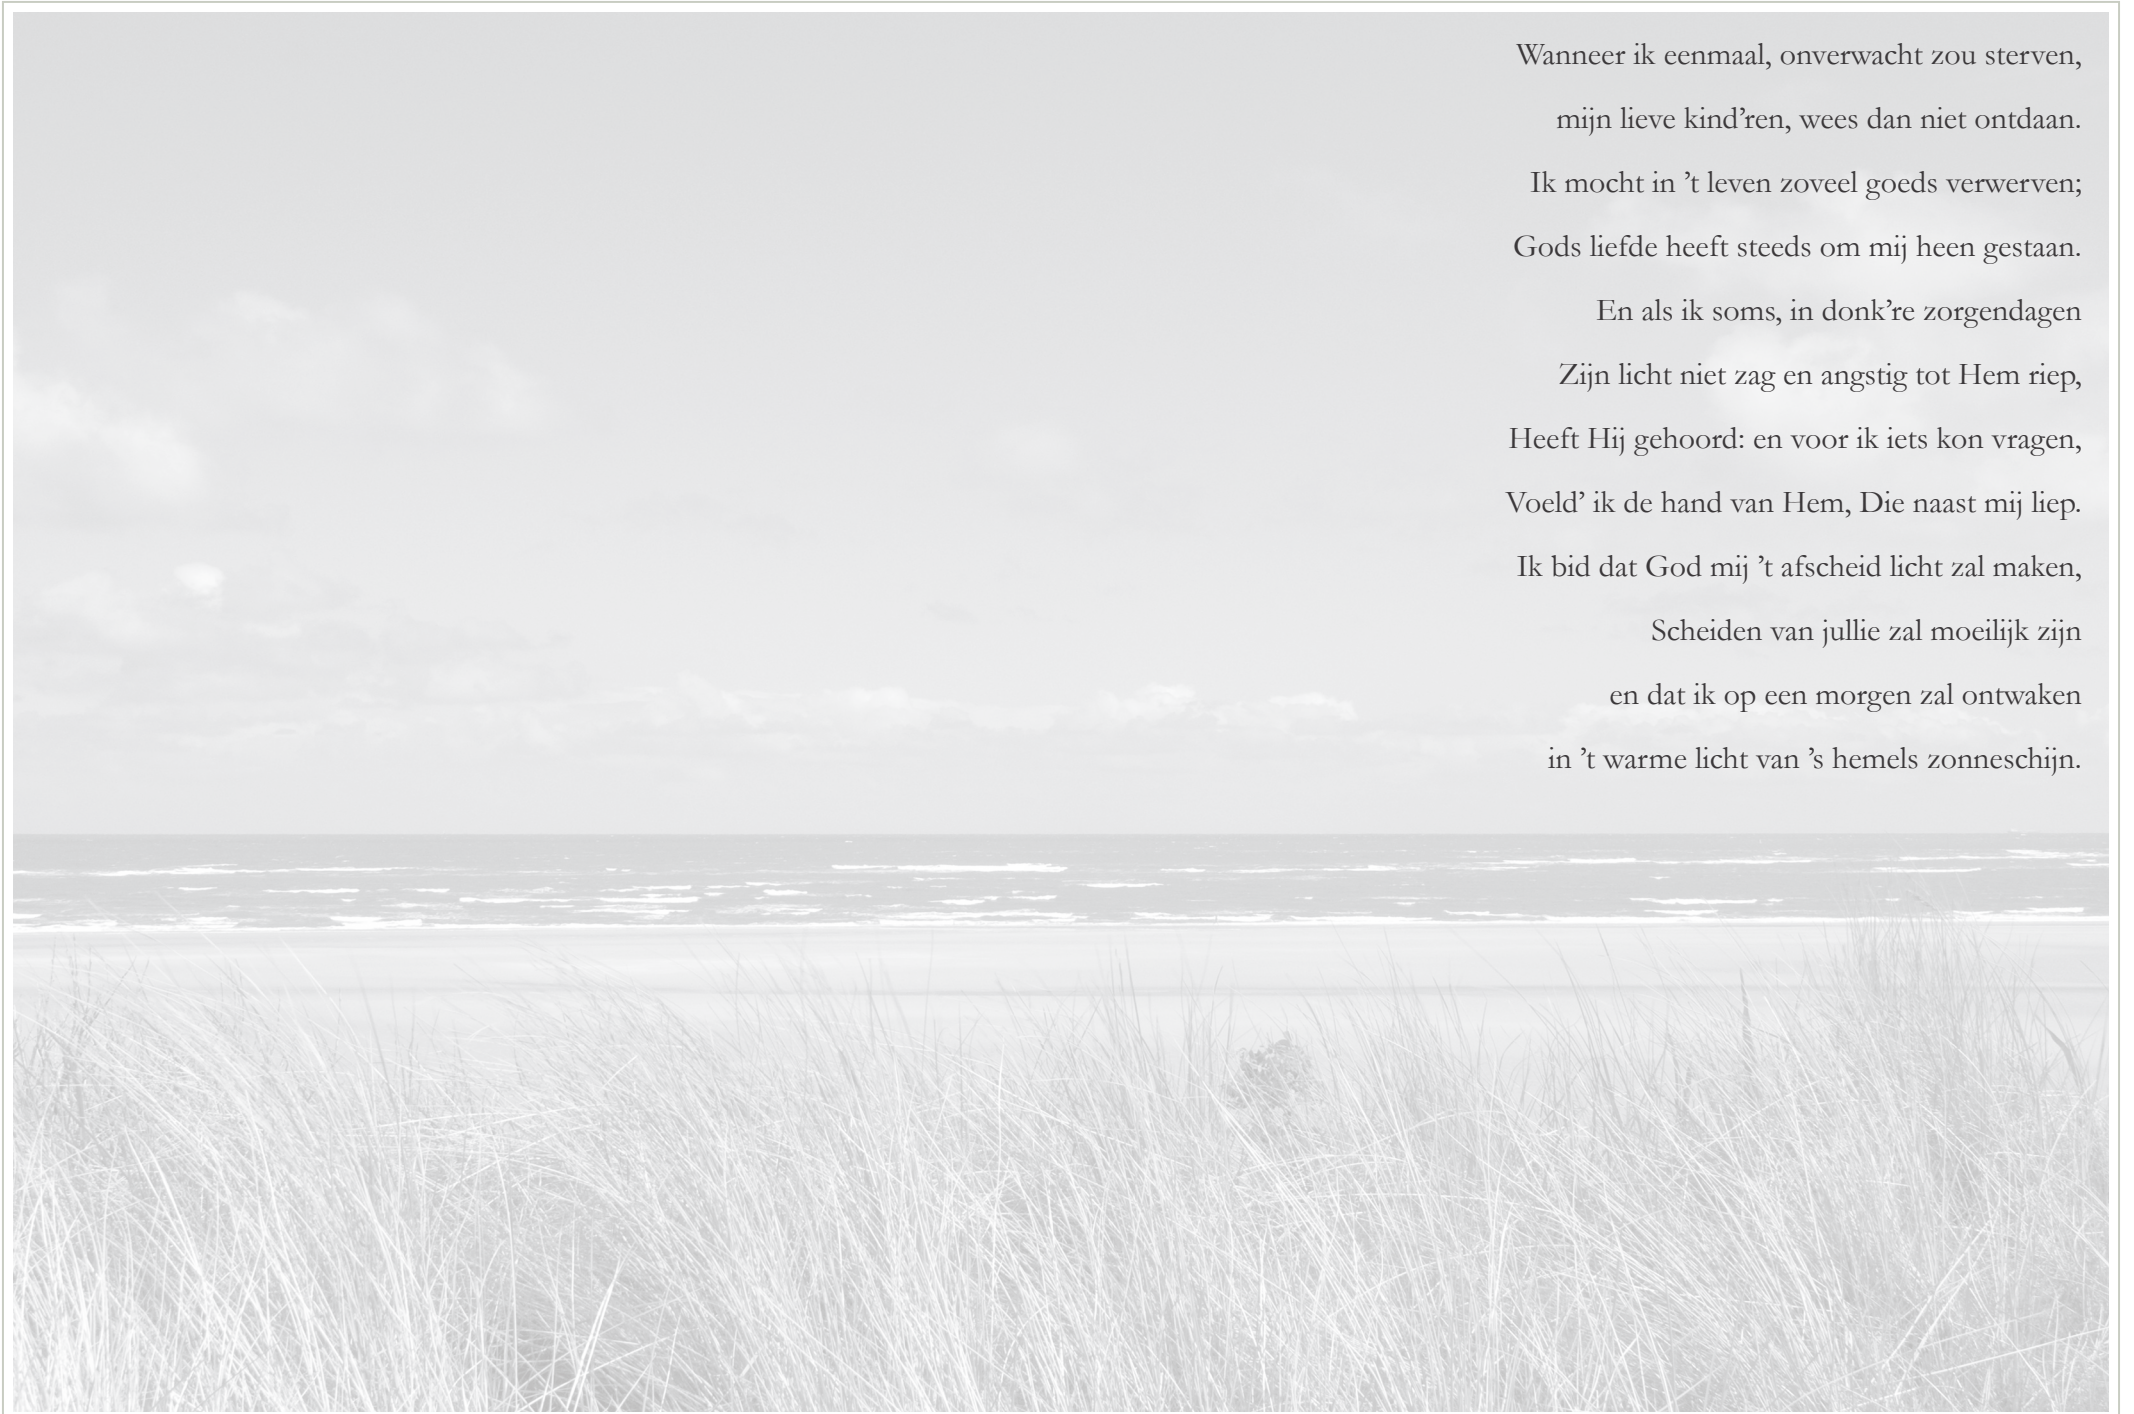 Wanneer ik eenmaal, onverwacht zou sterven,
mijn lieve kind’ren, wees dan niet ontdaan.
Ik mocht in ’t leven zoveel goeds verwerven;
Gods liefde heeft steeds om mij heen gestaan.
En als ik soms, in donk’re zorgendagen
Zijn licht niet zag en angstig tot Hem riep,
Heeft Hij gehoord: en voor ik iets kon vragen,
Voeld’ ik de hand van Hem, Die naast mij liep.
Ik bid dat God mij ’t afscheid licht zal maken,
Scheiden van jullie zal moeilijk zijn
en dat ik op een morgen zal ontwaken
in ’t warme licht van ’s hemels zonneschijn.